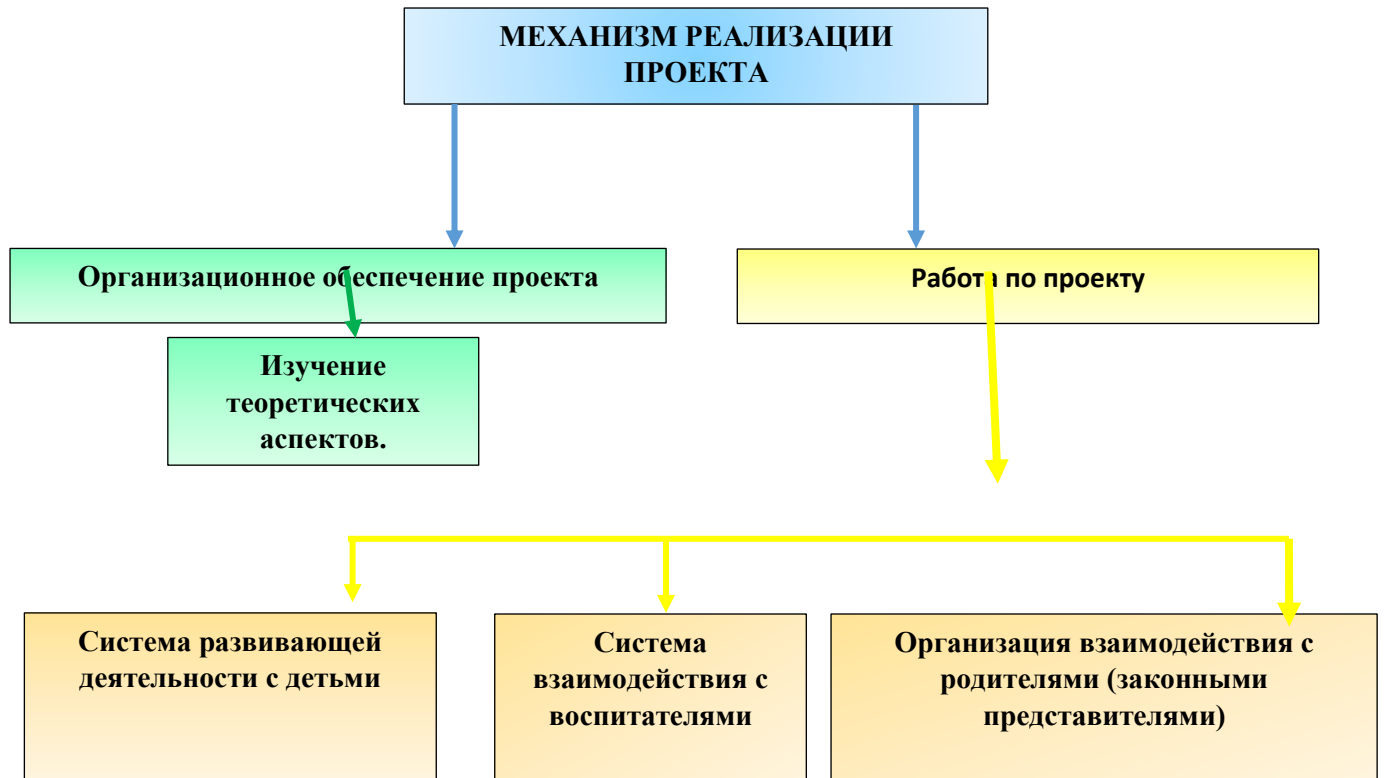 МЕХАНИЗМ РЕАЛИЗАЦИИ
ПРОЕКТА
Организационное обеспечение проекта
Работа по проекту
Изучение
теоретических
аспектов.
Система развивающей
деятельности с детьми
Система
взаимодействия с
воспитателями
Организация взаимодействия с
родителями (законными
представителями)